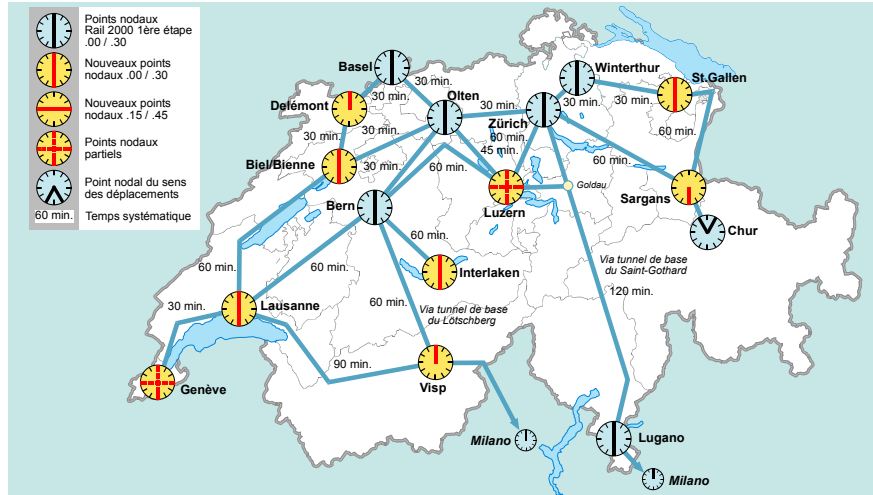 Points nodaux
Rail 2000 1ère étape
.00 / .30
Nouveaux points
nodaux .00 / .30
Nouveaux points
nodaux .15 / .45
Points nodaux
partiels
Point nodal du sens
des déplacements
60 min. Temps systématique
Basel
30 min.
Olten
Winterthur
St.Gallen
Delémont
30 min.
30 min.
30 min.
30 min.
30 min.
30 min.
Zürich
60 min.
45 min.
60 min.
Biel/Bienne
30 min.
60 min.
60 min.
Goldau
Sargans
Bern
Luzern
Chur
60 min.
Interlaken
Via tunnel de base
du Saint-Gothard
60 min.
60 min.
120 min.
30 min.
Lausanne
60 min.
Via tunnel de base
du Lötschberg
90 min.
Genève
Visp
Milano
Lugano
Milano